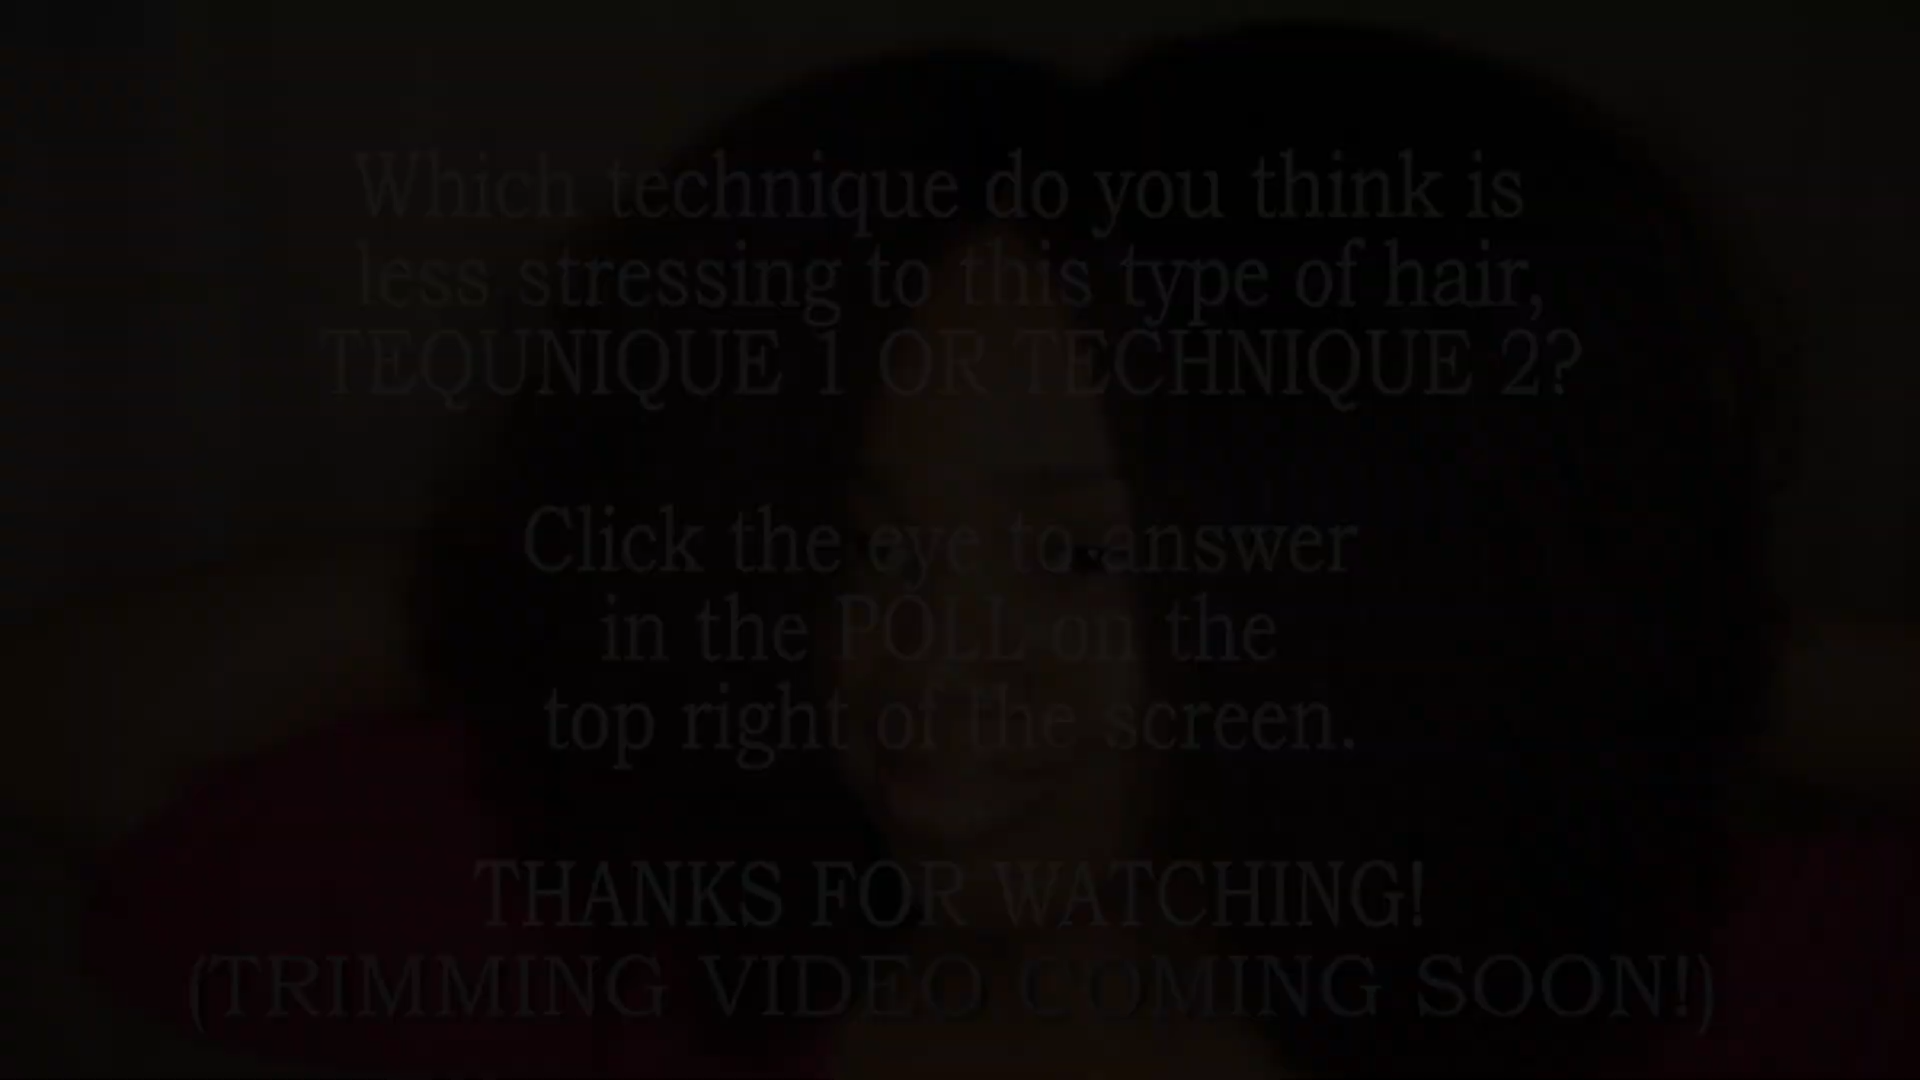 Which technique do you think is
less stressing to this type of hair,
TEQUNIQUE 1 OR TECHNIQUE 2?
Click the eye to answer
in the POLL on the
top right of the screen.
THANKS FOR WATCHING!
(TRIMMING VIDEO COMING SOON!)